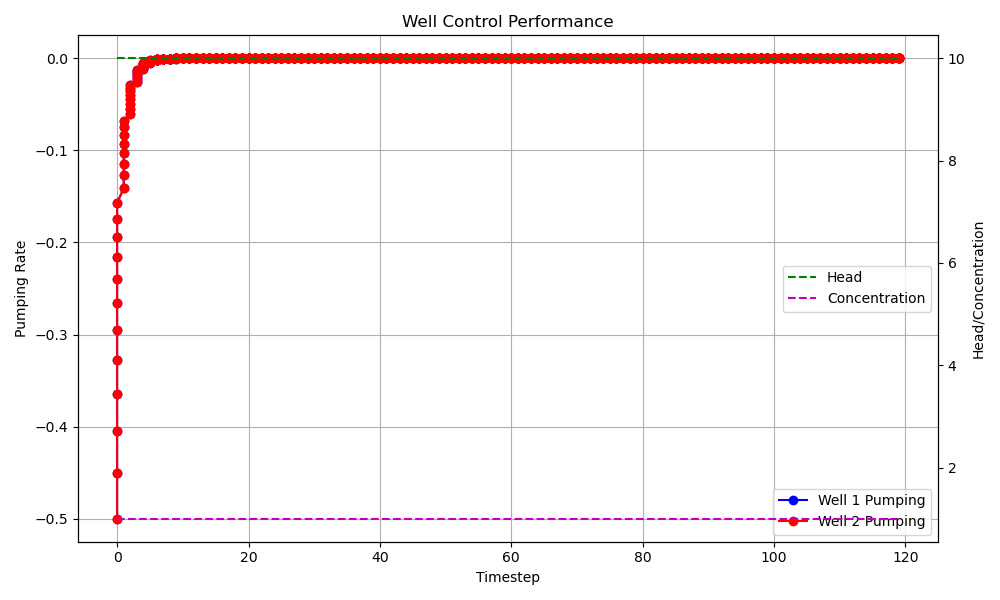 Well Control Performance
Pumping Rate
0.0
−0.1
−0.2
−0.3
−0.4
−0.5
10
8
6
4
2
Head/Concentration
Head
Concentration
Well 1 Pumping
Well 2 Pumping
0
20
40
60
80
100
120
Timestep